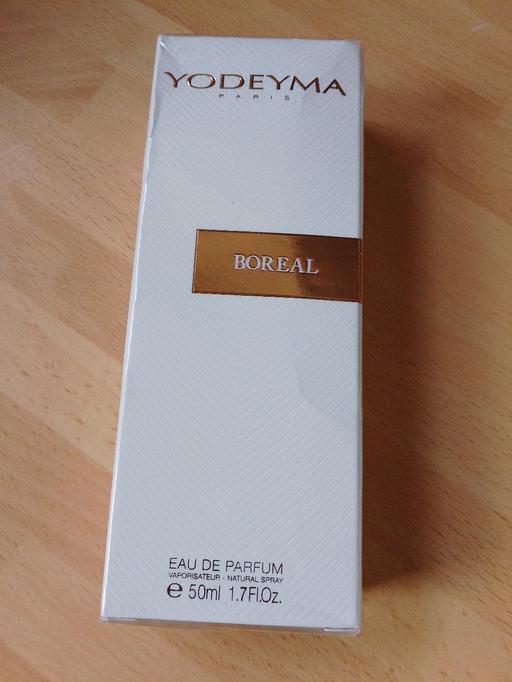 YODEYMA
PARIS
BOREAL
EAU DE PARFUM
VAPORISATEUR - NATURAL SPRAY
℮ 50ml 1.7Fl.Oz.